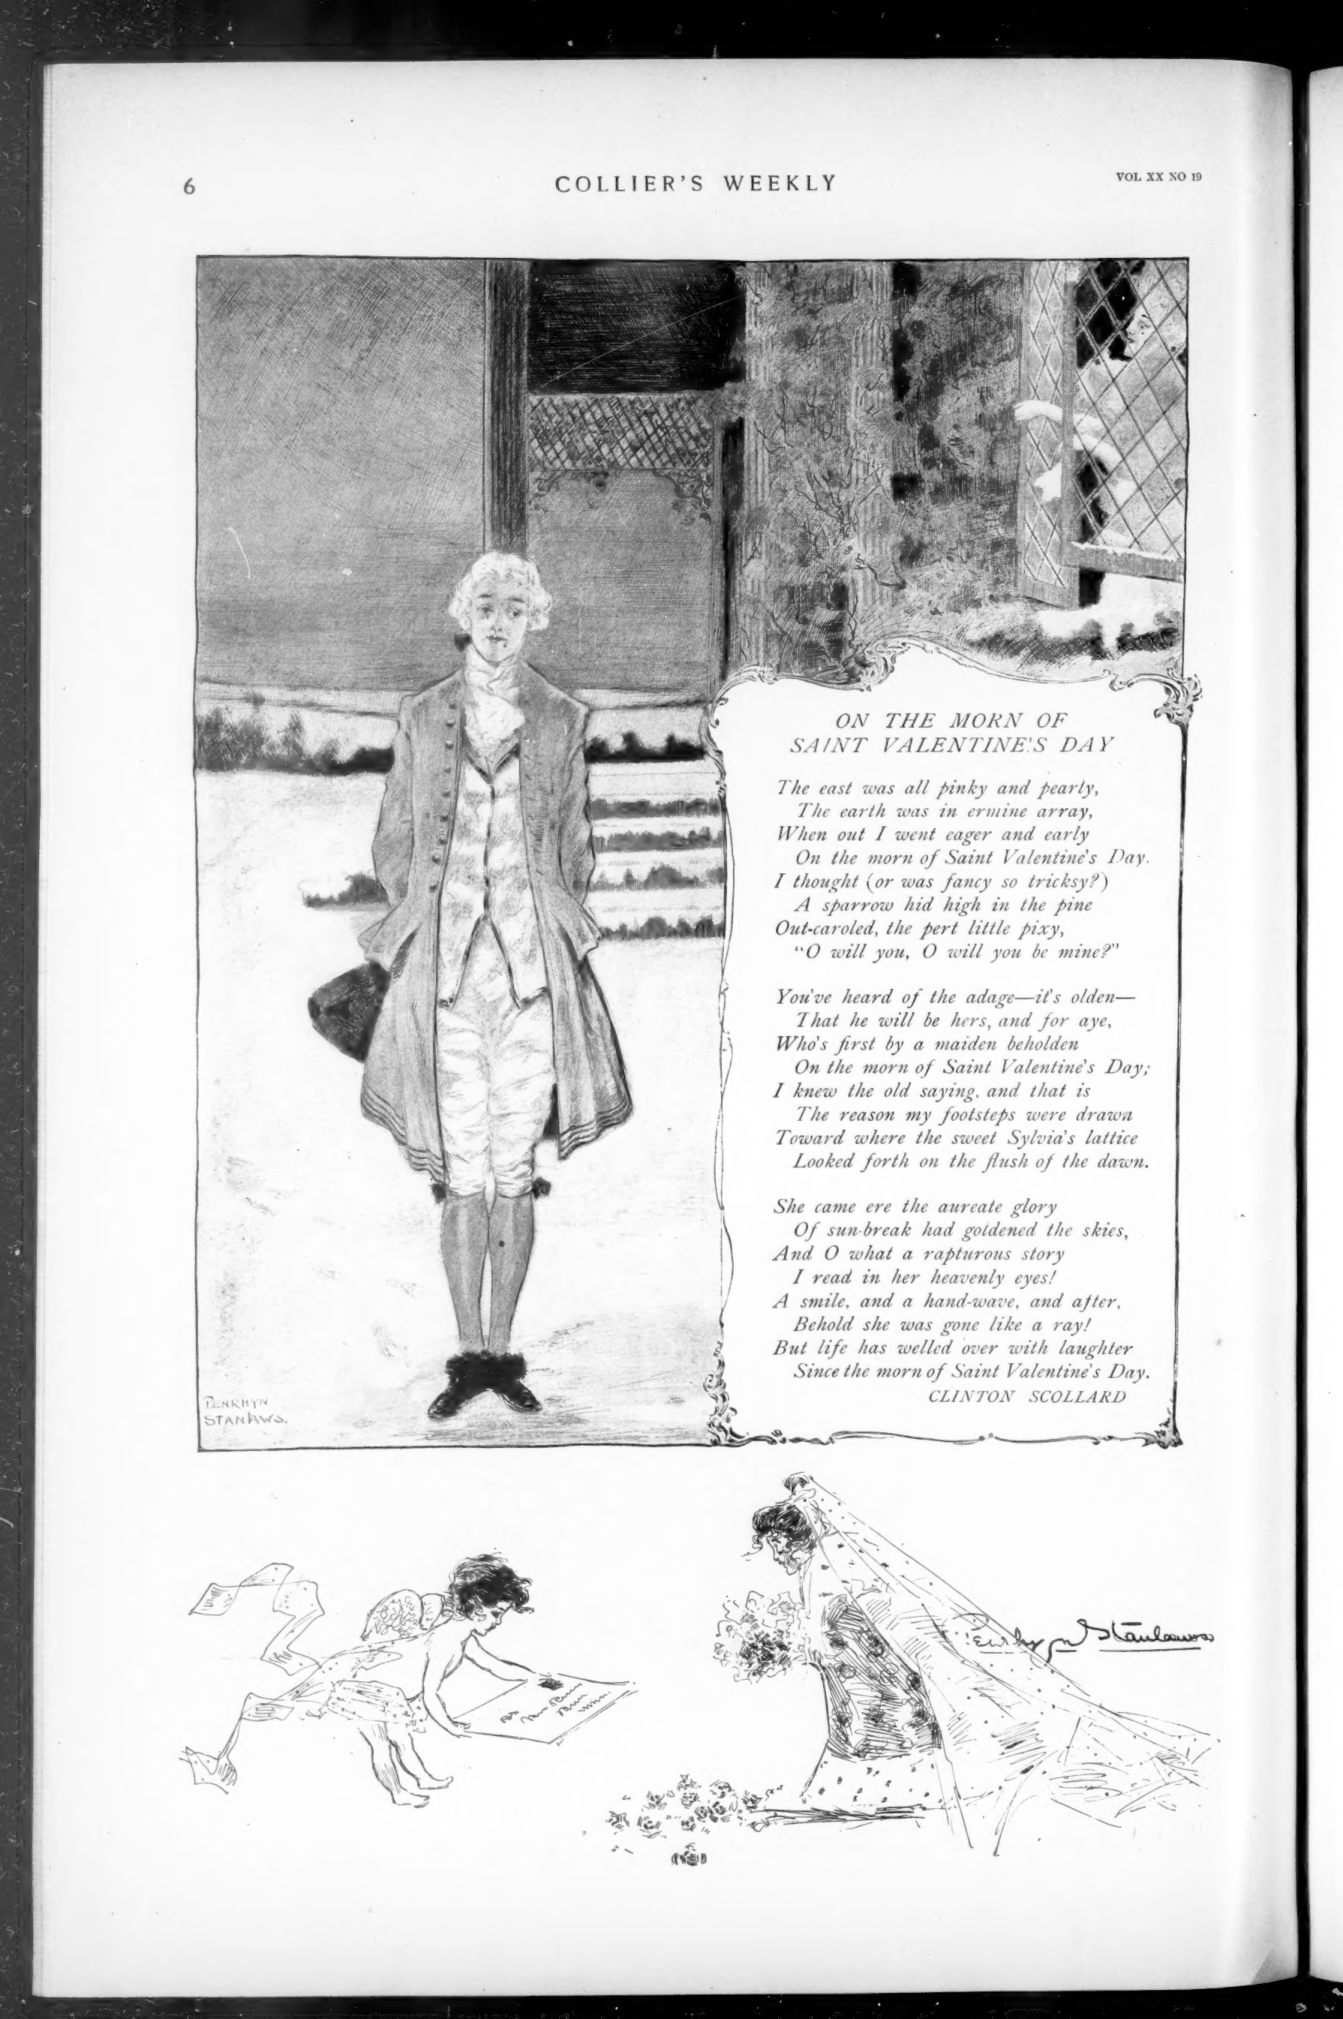 6
COLLIER'S WEEKLY
VOL XX NO 19
ON THE MORN OF
SAINT VALENTINE'S DAY
The east was all pinky and pearly,
The earth was in ermine array,
When out I went eager and early
On the morn of Saint Valentine's Day.
I thought (or was fancy so tricksy?)
A sparrow hid high in the pine
Out-caroled, the pert little pixy,
"O will you, O will you be mine?"
You've heard of the adage—it's olden—
That he will be hers, and for aye,
Who's first by a maiden beholden
On the morn of Saint Valentine's Day;
I knew the old saying, and that is
The reason my footsteps were drawn
Toward where the sweet Sylvia's lattice
Looked forth on the flush of the dawn.
She came ere the aureate glory
Of sun-break had goldened the skies,
And O what a rapturous story
I read in her heavenly eyes!
A smile, and a hand-wave, and after,
Behold she was gone like a ray!
But life has welled over with laughter
Since the morn of Saint Valentine's Day.
CLINTON SCOLLARD
PENRHYN
STANLAWS.
Penrhyn Stanlaws